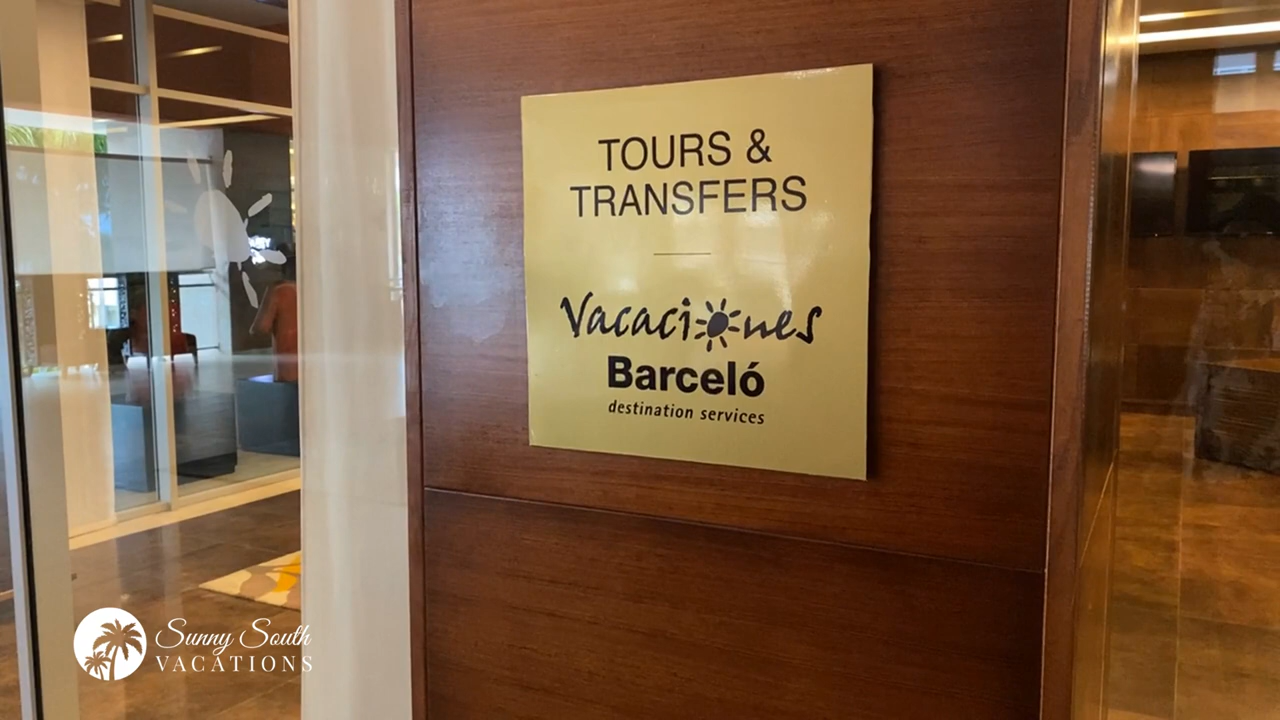 TOURS &
TRANSFERS
Vacaciones
Barceló
destination services
Sunny South
VACATIONS